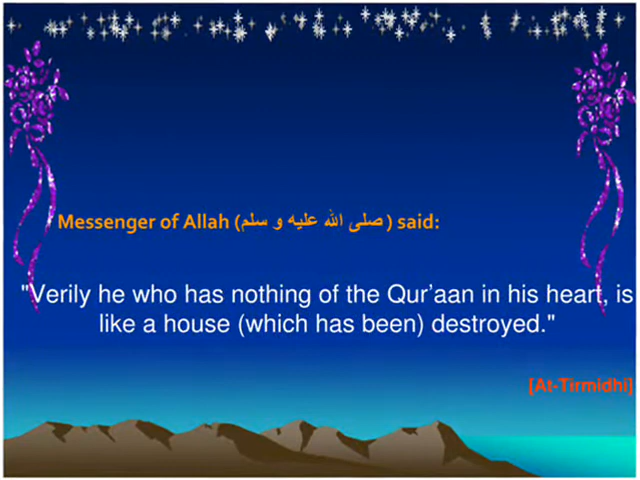 Messenger of Allah (صلى الله عليه و سلم ) said:
"Verily he who has nothing of the Qur’aan in his heart, is
like a house (which has been) destroyed."
[At-Tirmidhi]